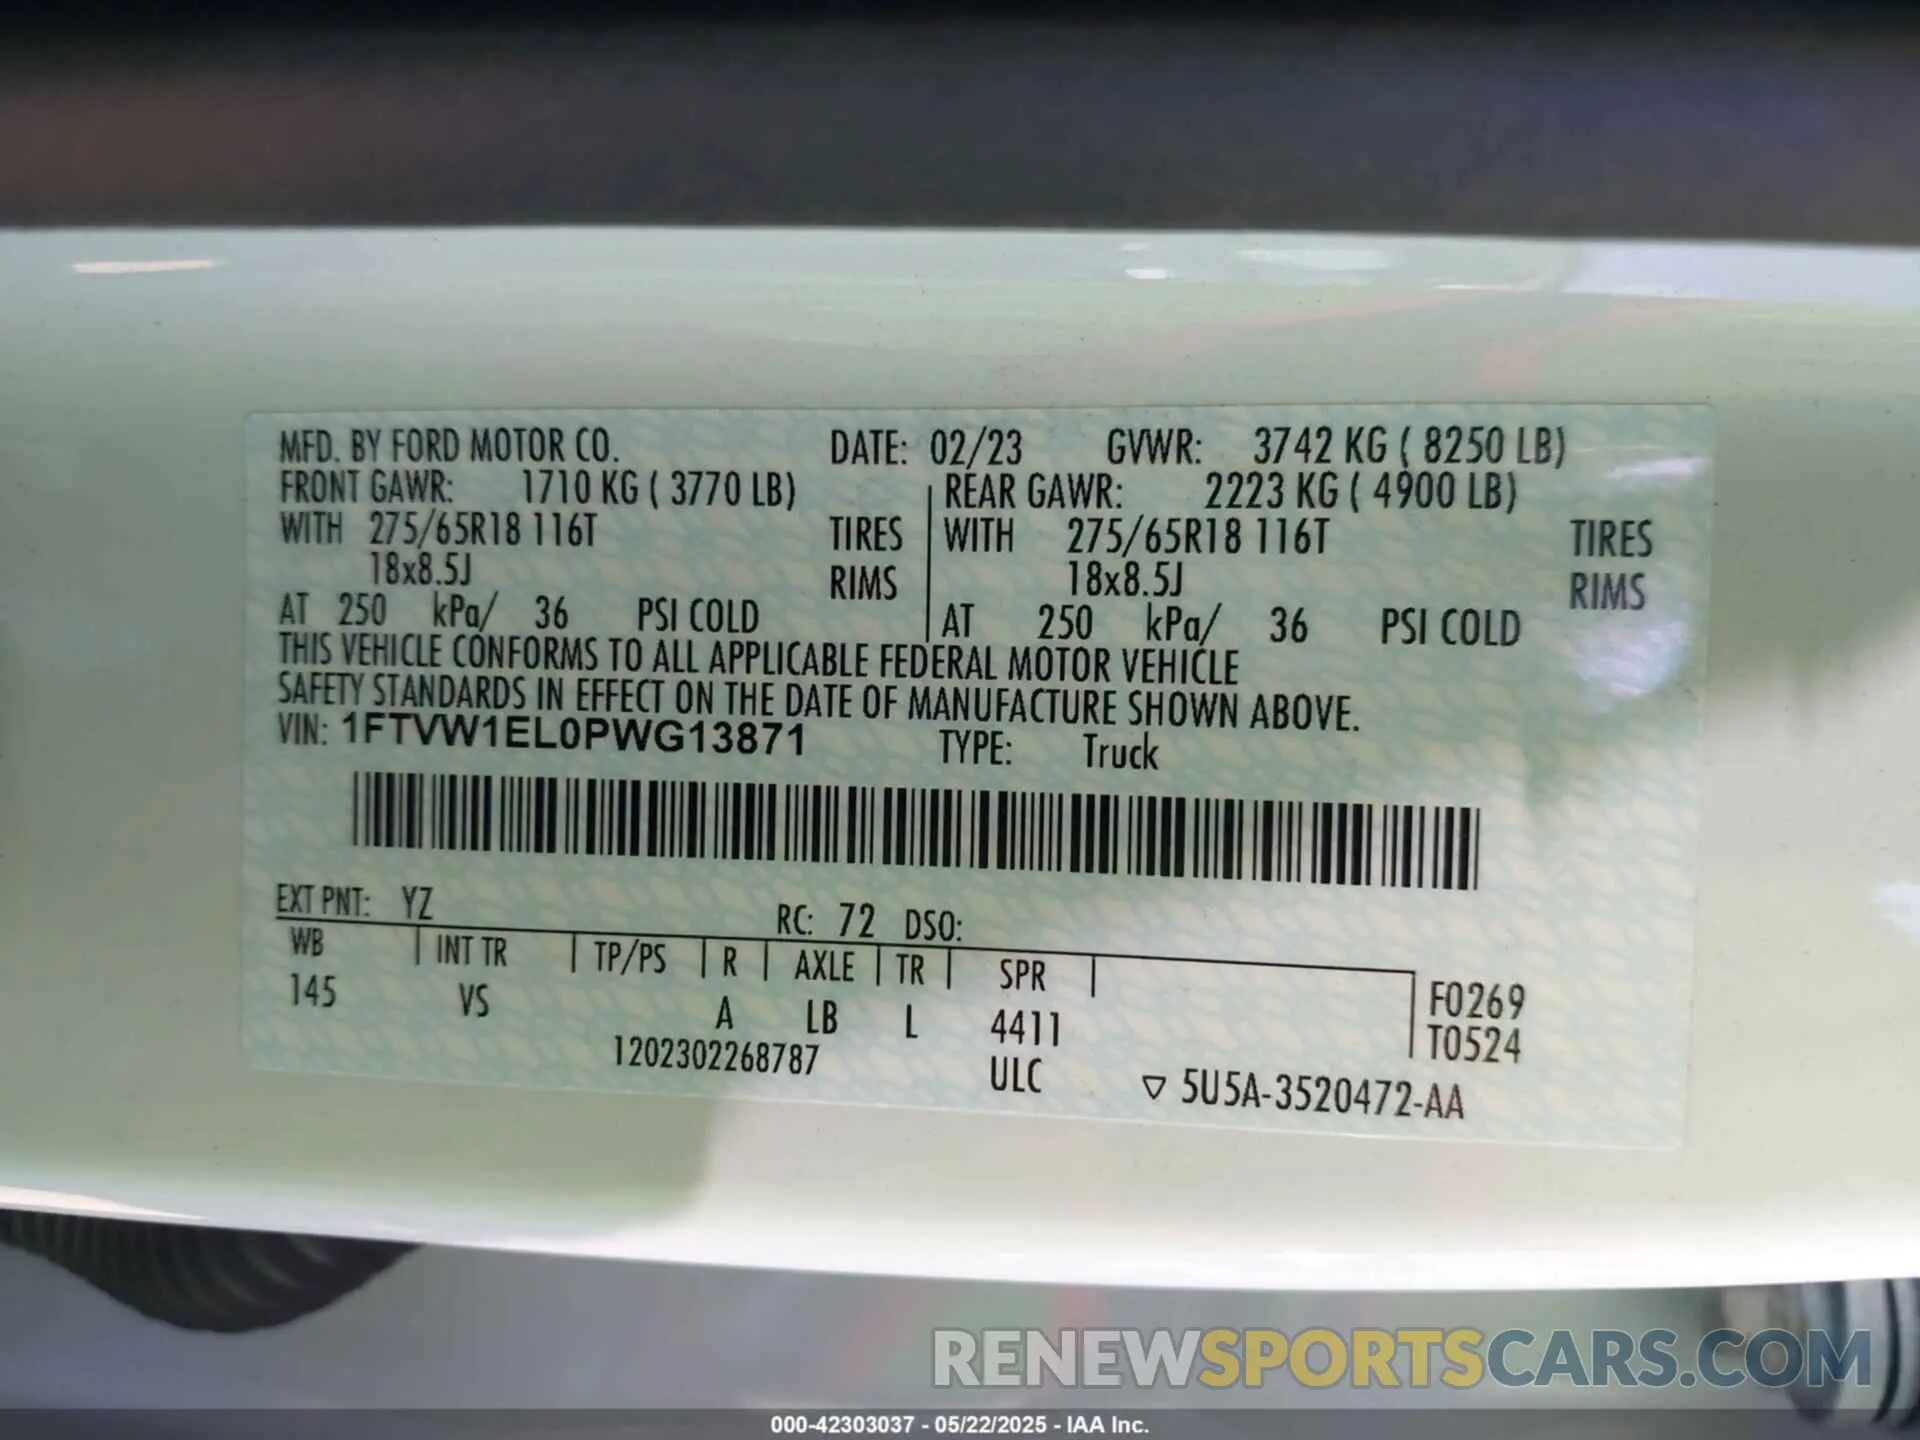 MFD. BY FORD MOTOR CO. DATE: 02/23 GVWR: 3742 KG ( 8250 LB)
FRONT GAWR: 1710 KG ( 3770 LB) REAR GAWR: 2223 KG ( 4900 LB)
WITH 275/65R18 116T TIRES WITH 275/65R18 116T TIRES
18x8.5J RIMS 18x8.5J RIMS
AT 250 kPa/ 36 PSI COLD AT 250 kPa/ 36 PSI COLD
THIS VEHICLE CONFORMS TO ALL APPLICABLE FEDERAL MOTOR VEHICLE
SAFETY STANDARDS IN EFFECT ON THE DATE OF MANUFACTURE SHOWN ABOVE.
VIN: 1FTVW1EL0PWG13871 TYPE: Truck
EXT PNT: YZ RC: 72 DSO:
WB INT TR TP/PS R AXLE TR SPR
145 VS A LB L 4411
F0269
T0524
1202302268787 ULC ▽ 5U5A-3520472-AA
RENEWSPORTSCARS.COM
000-42303037 - 05/22/2025 - IAA Inc.